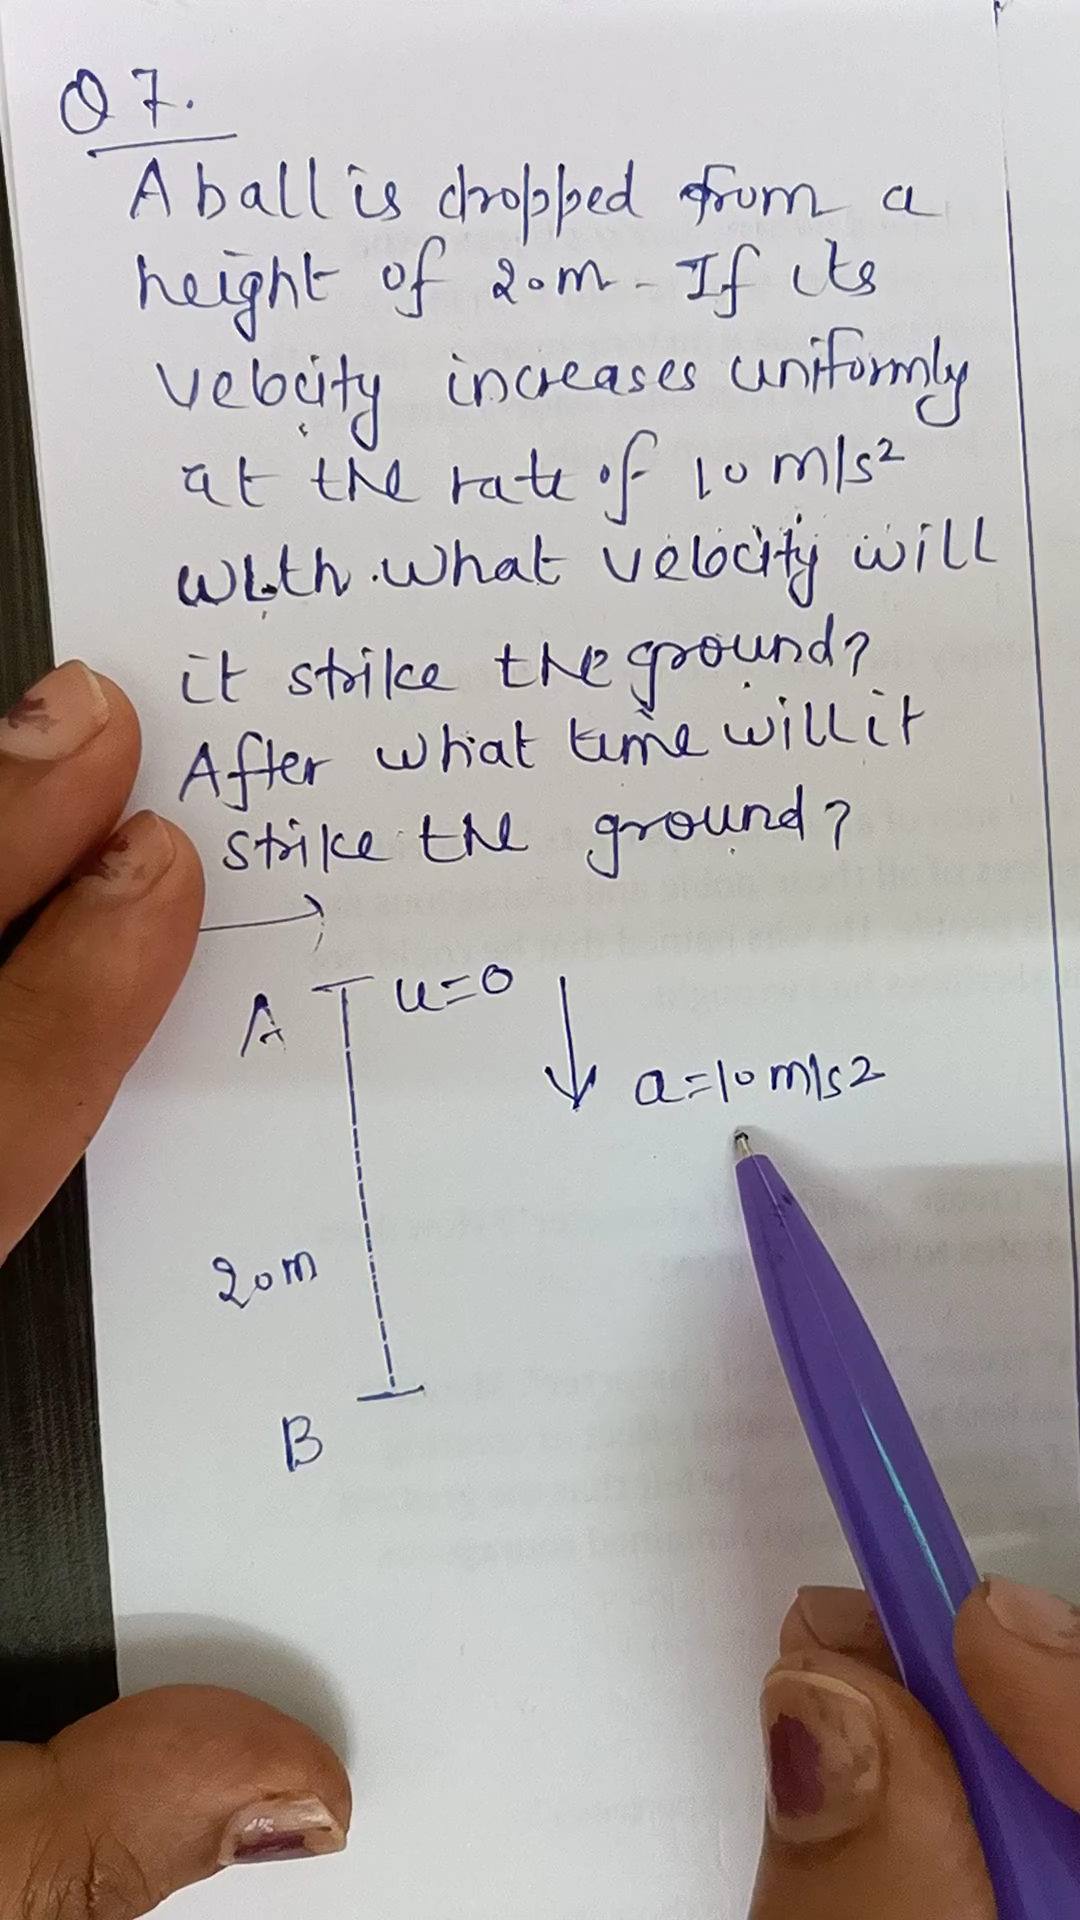 Q 7.
A ball is dropped from a
height of 20m. If its
velocity increases uniformly
at the rate of 10 m/s²
with what velocity will
it strike the ground?
After what time will it
strike the ground?
A u=0
a=10 m/s2
20m
B